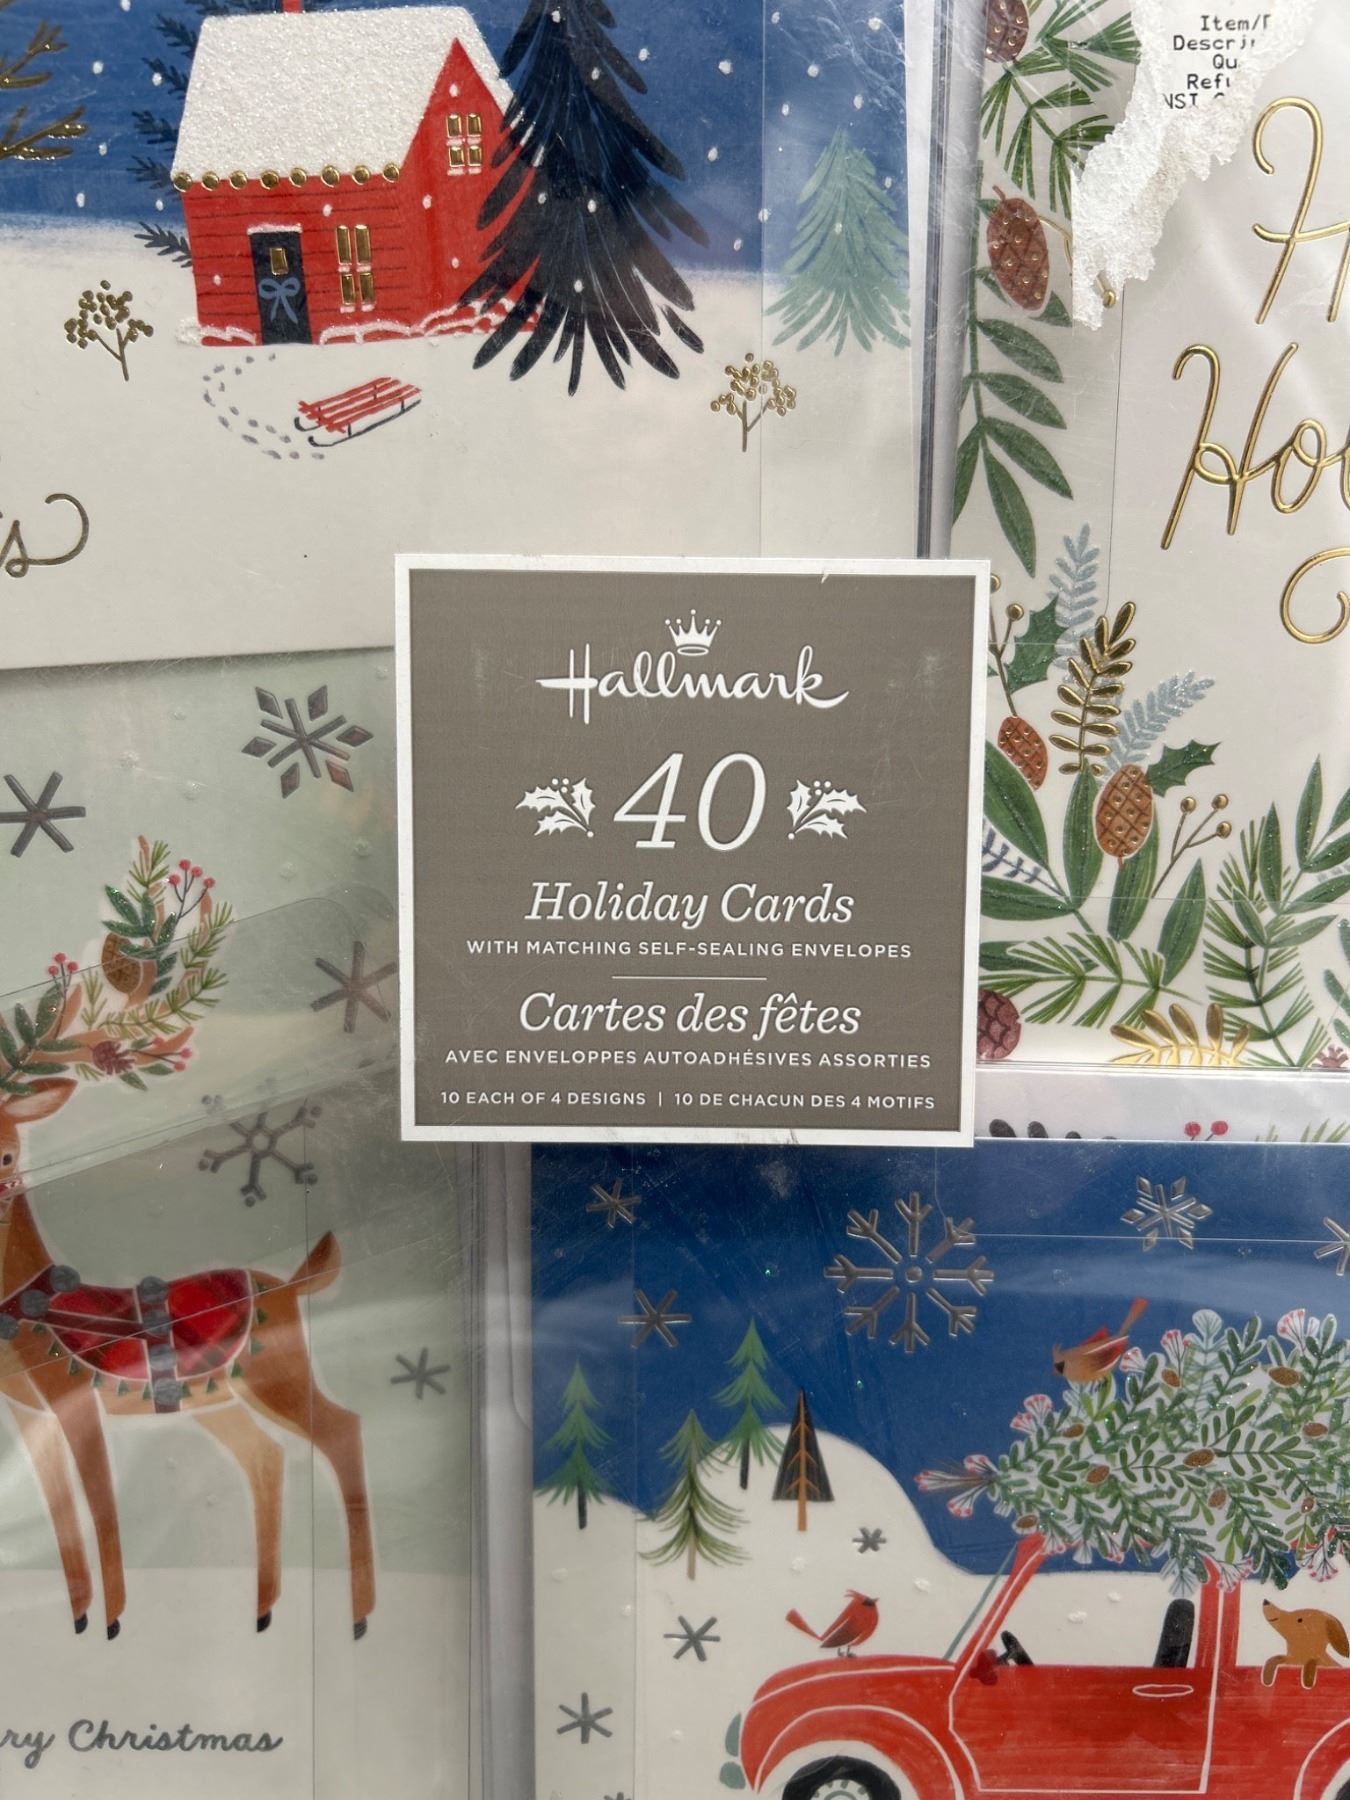 Item/
Hallmark
40
Holiday Cards
WITH MATCHING SELF-SEALING ENVELOPES
Cartes des fêtes
AVEC ENVELOPPES AUTOADHÉSIVES ASSORTIES
10 EACH OF 4 DESIGNS | 10 DE CHACUN DES 4 MOTIFS
Christmas